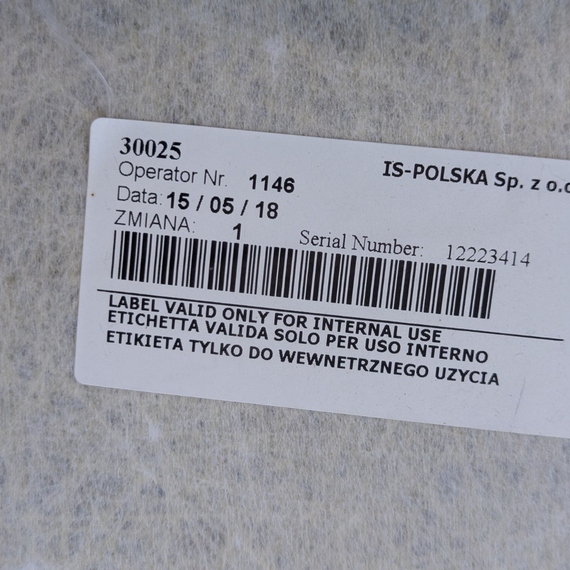 30025
IS-POLSKA Sp. z o.o
Operator Nr. 1146
Data: 15 / 05 / 18
ZMIANA: 1
Serial Number: 12223414
LABEL VALID ONLY FOR INTERNAL USE
ETICHETTA VALIDA SOLO PER USO INTERNO
ETIKIETA TYLKO DO WEWNETRZNEGO UZYCIA